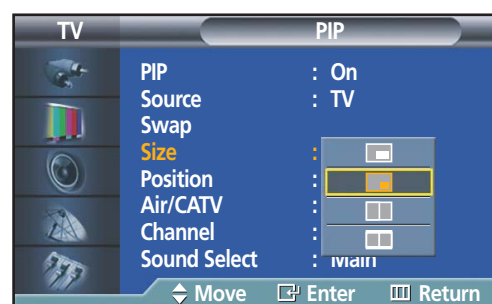 TV PIP
PIP : On
Source : TV
Swap
Size :
Position :
Air/CATV :
Channel :
Sound Select : Main
Move Enter Return